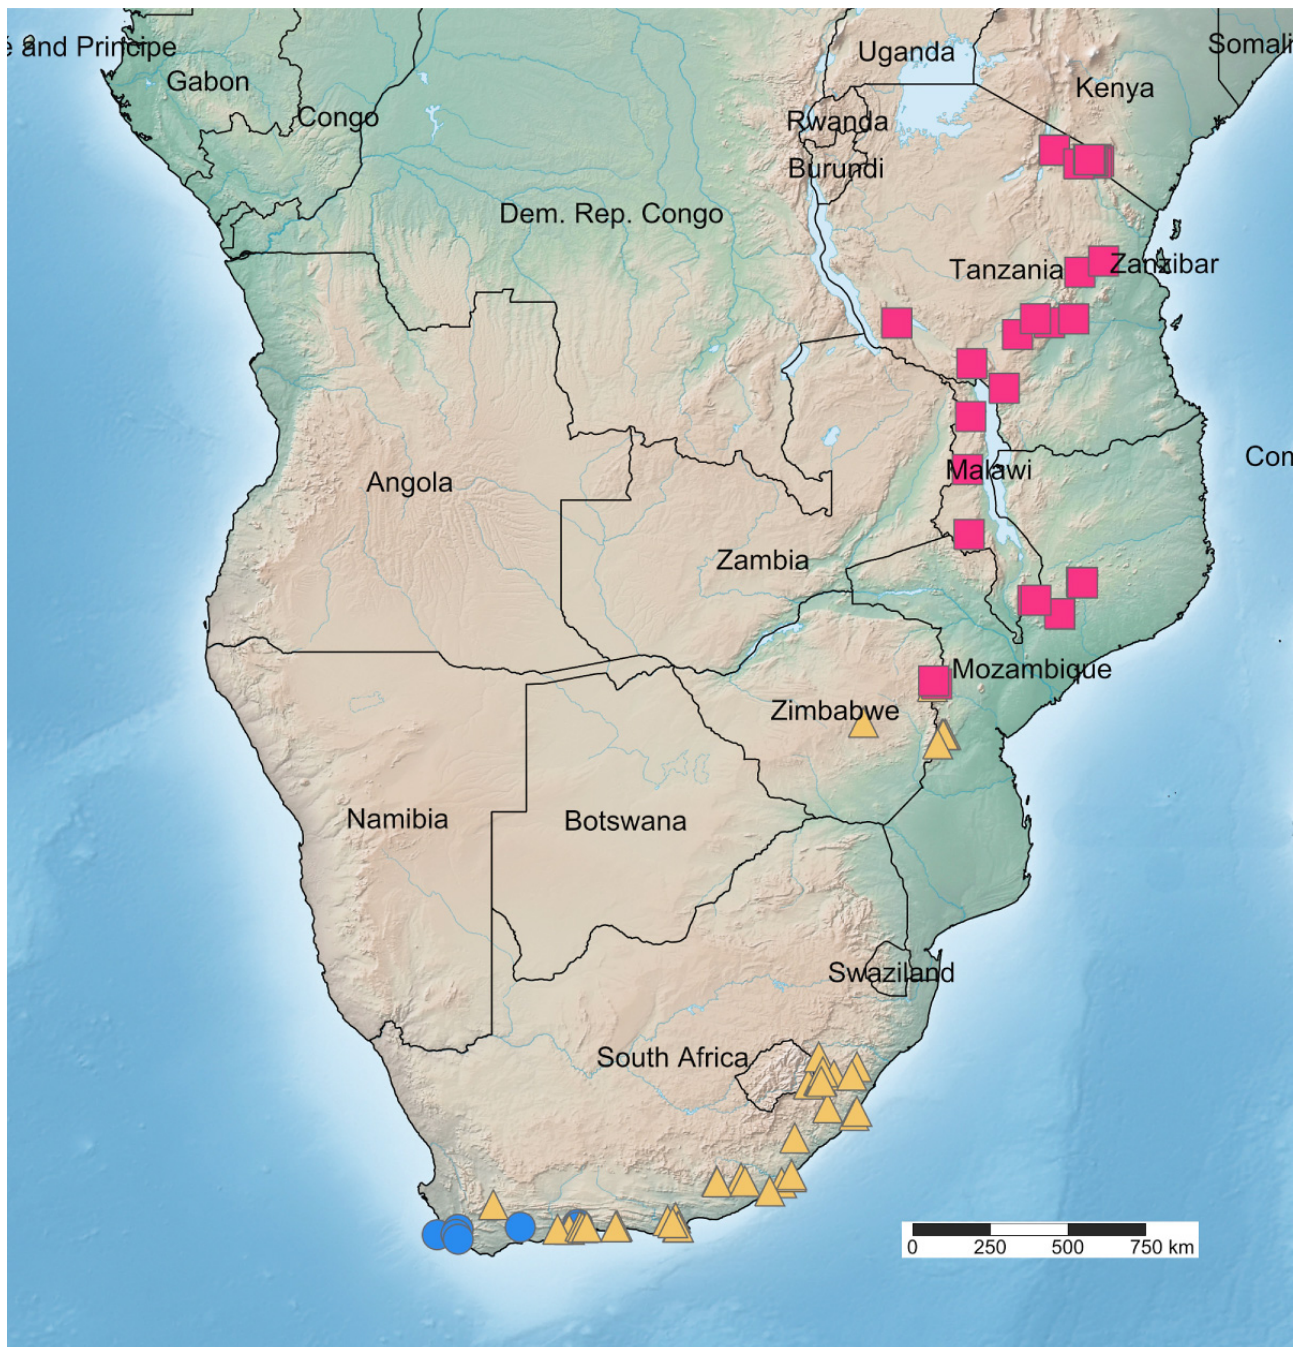 é and Principe
Gabon
Congo
Uganda
Kenya
Somali
Rwanda
Burundi
Dem. Rep. Congo
Tanzania
Zanzibar
Angola
Malawi
Com
Zambia
Mozambique
Zimbabwe
Namibia
Botswana
Swaziland
South Africa
0 250 500 750 km